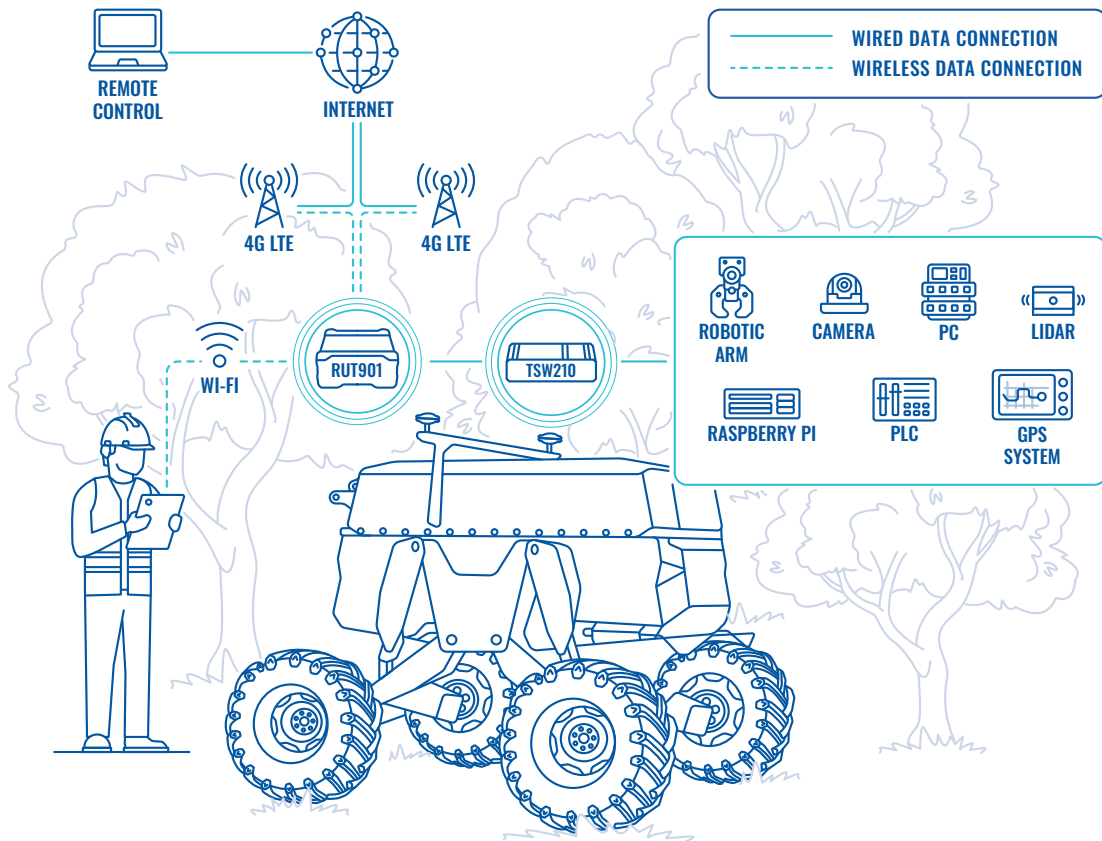 WIRED DATA CONNECTION
WIRELESS DATA CONNECTION
REMOTE
CONTROL
INTERNET
4G LTE
4G LTE
WI-FI
RUT901
TSW210
ROBOTIC
ARM
CAMERA
PC
LIDAR
RASPBERRY PI
PLC
GPS
SYSTEM